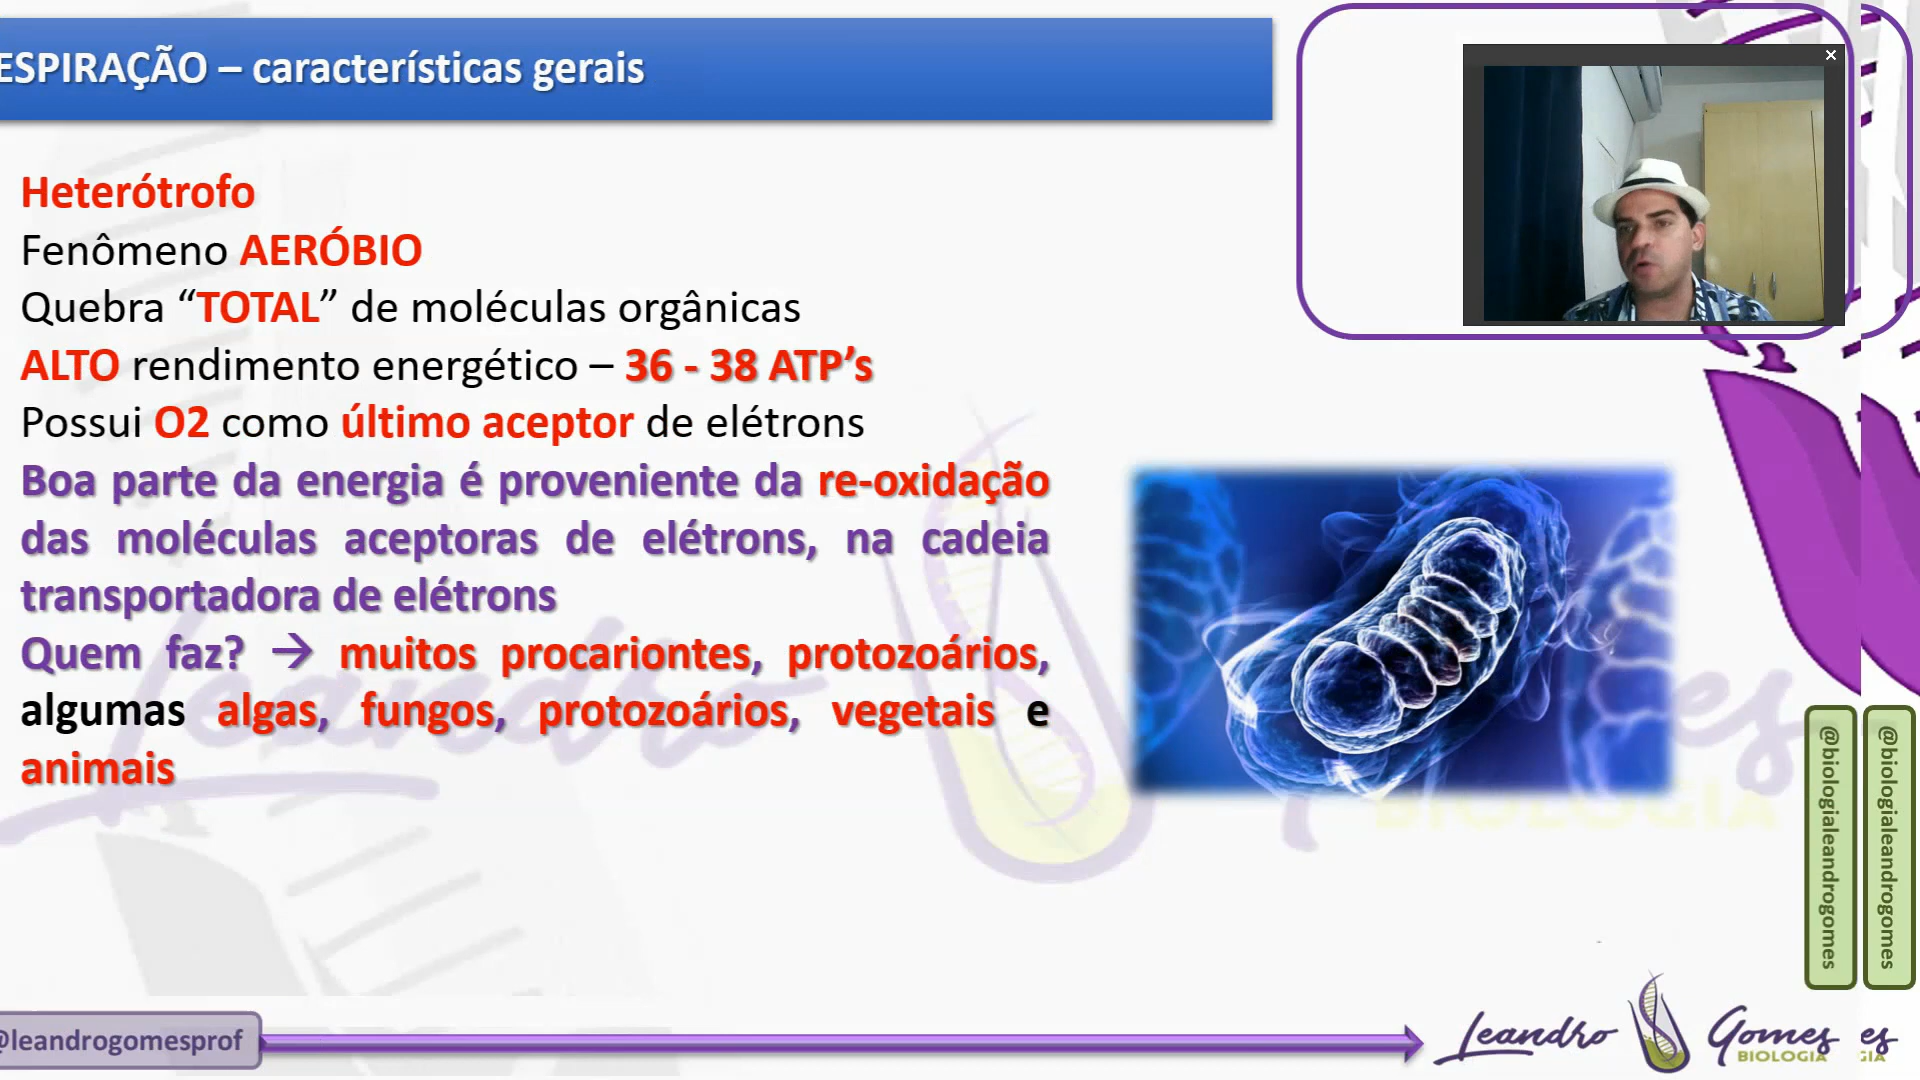 ESPIRAÇÃO – características gerais
Heterótrofo
Fenômeno AERÓBIO
Quebra “TOTAL” de moléculas orgânicas
ALTO rendimento energético – 36 - 38 ATP’s
Possui O2 como último aceptor de elétrons
Boa parte da energia é proveniente da re-oxidação
das moléculas aceptoras de elétrons, na cadeia
transportadora de elétrons
Quem faz? → muitos procariontes, protozoários,
algumas algas, fungos, protozoários, vegetais e
animais
@biologialeandrogomes
@biologialeandrogomes
@leandrogomesprof
Leandro Gomes es
BIOLOGIA GIA